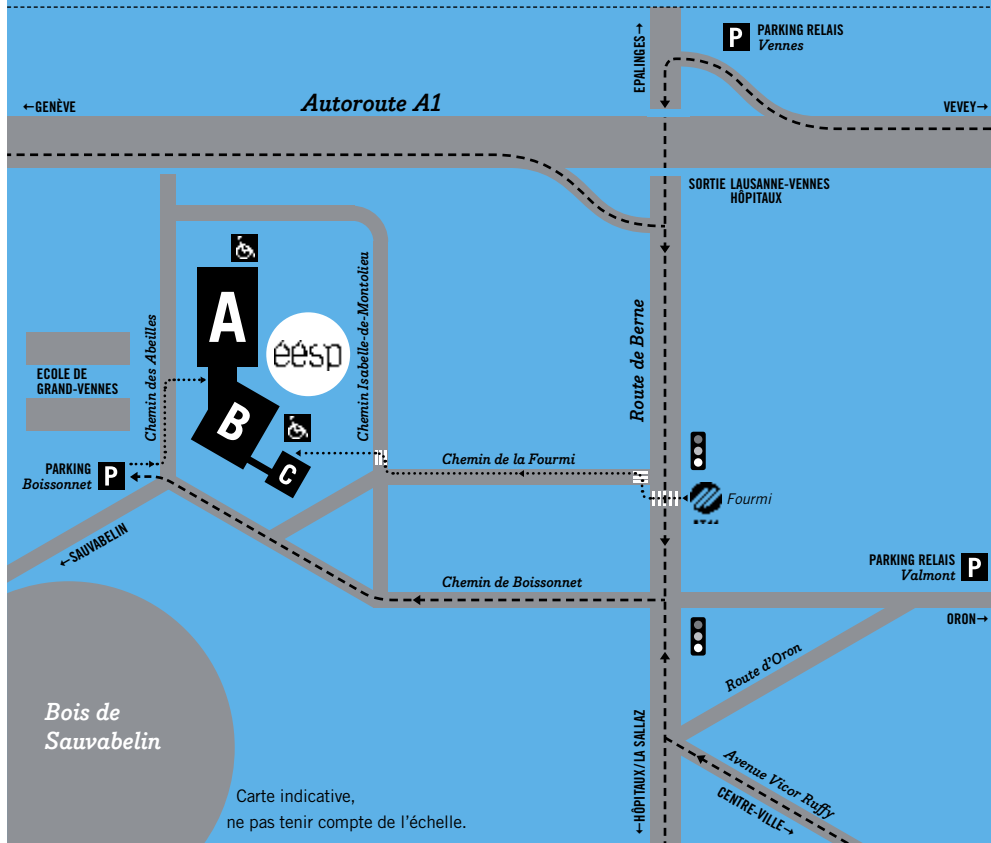 EPALINGES→
P
PARKING RELAIS
Vennes
←GENÈVE
Autoroute A1
VEVEY→
SORTIE LAUSANNE-VENNES
HÔPITAUX
Chemin des Abeilles
A
éésp
Chemin Isabelle-de-Montolieu
Route de Berne
ECOLE DE
GRAND-VENNES
B
C
PARKING
Boissonnet
P
Chemin de la Fourmi
Fourmi
←SAUVABELIN
PARKING RELAIS
Valmont
P
Chemin de Boissonnet
ORON→
Route d'Oron
Bois de
Sauvabelin
←HÔPITAUX/LA SALLAZ
Avenue Vicor Ruffy
CENTRE-VILLE→
Carte indicative,
ne pas tenir compte de l'échelle.